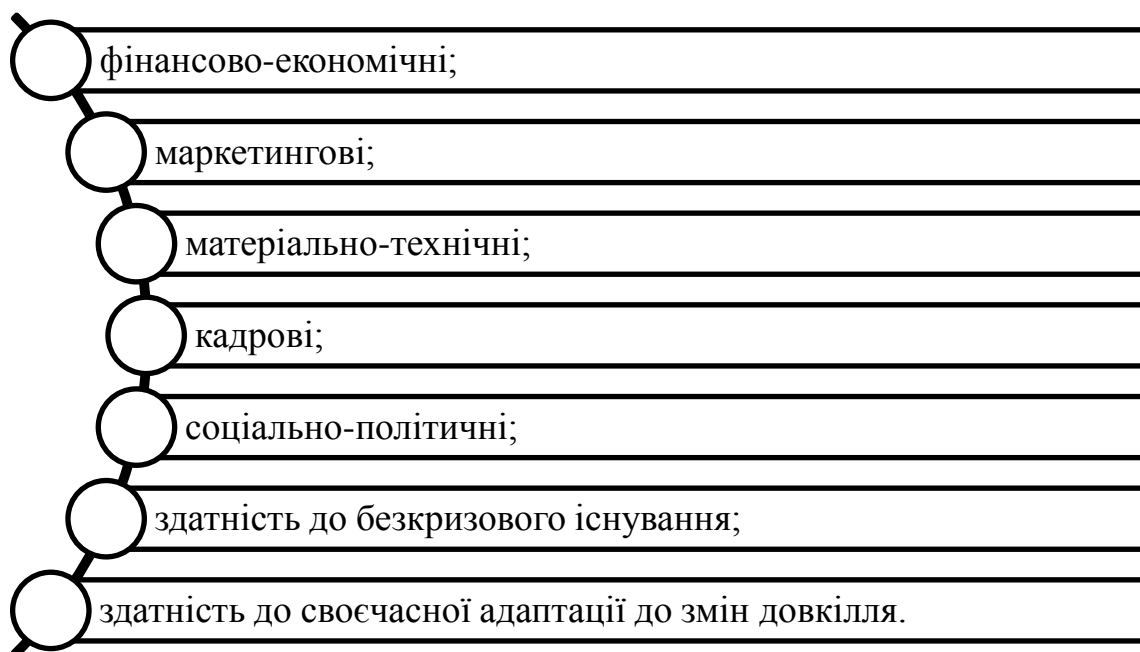 фінансово-економічні;
маркетингові;
матеріально-технічні;
кадрові;
соціально-політичні;
здатність до безкризового існування;
здатність до своєчасної адаптації до змін довкілля.